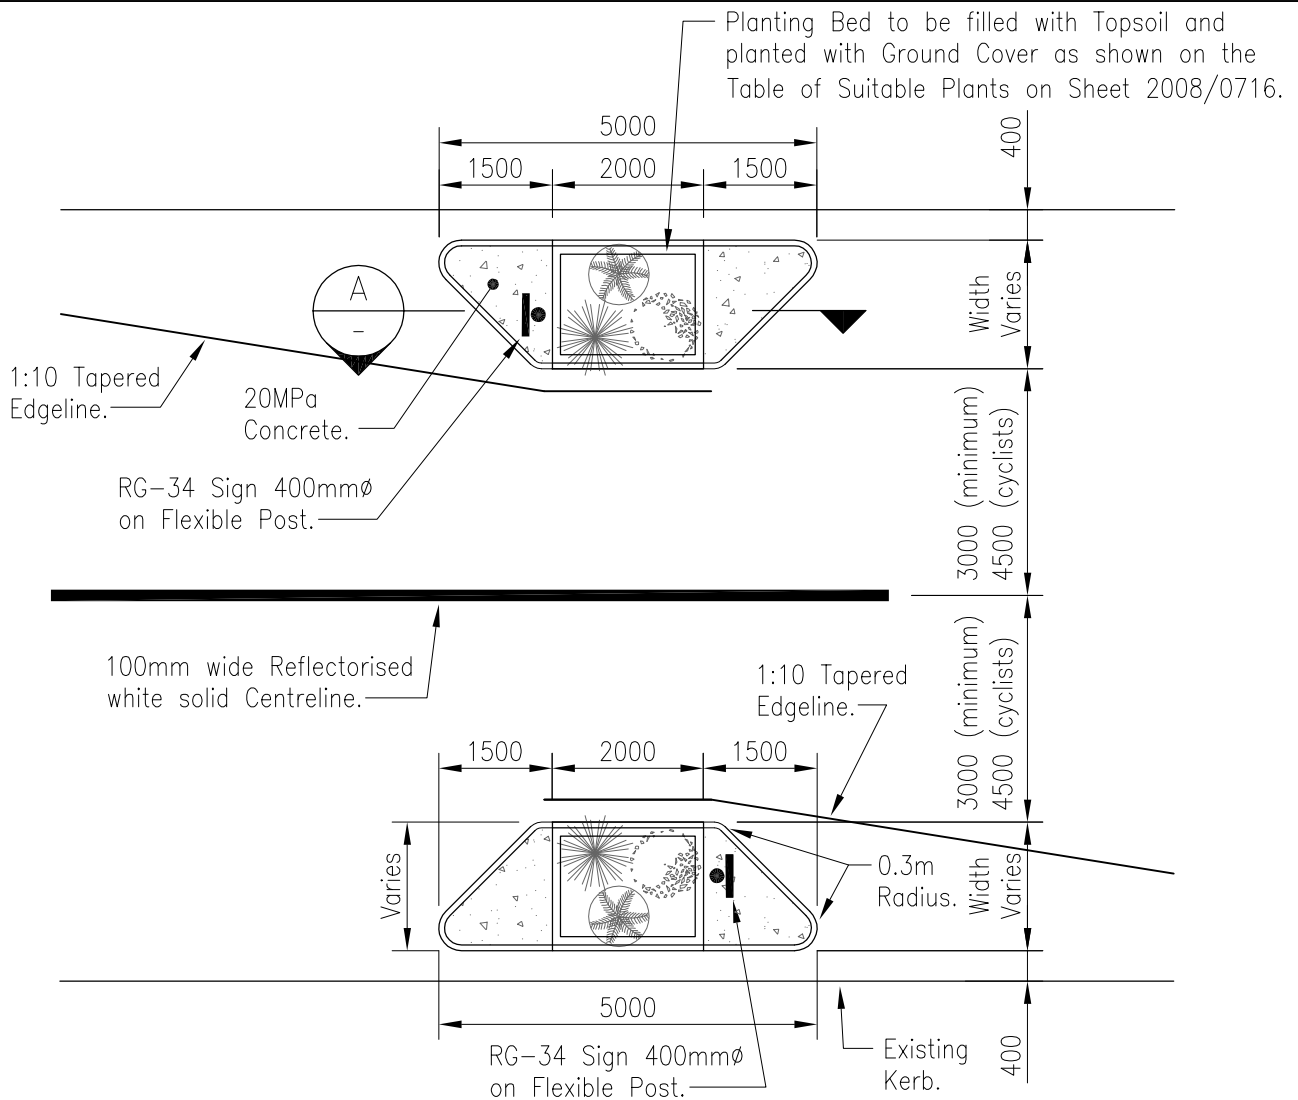 Planting Bed to be filled with Topsoil and
planted with Ground Cover as shown on the
Table of Suitable Plants on Sheet 2008/0716.
5000
400
1500
2000
1500
A
-
Width
Varies
1:10 Tapered
Edgeline.
20MPa
Concrete.
RG-34 Sign 400mmø
on Flexible Post.
3000 (minimum)
4500 (cyclists)
100mm wide Reflectorised
white solid Centreline.
1:10 Tapered
Edgeline.
3000 (minimum)
4500 (cyclists)
1500
2000
1500
Varies
0.3m
Radius.
Width
Varies
5000
RG-34 Sign 400mmø
on Flexible Post.
Existing
Kerb.
400